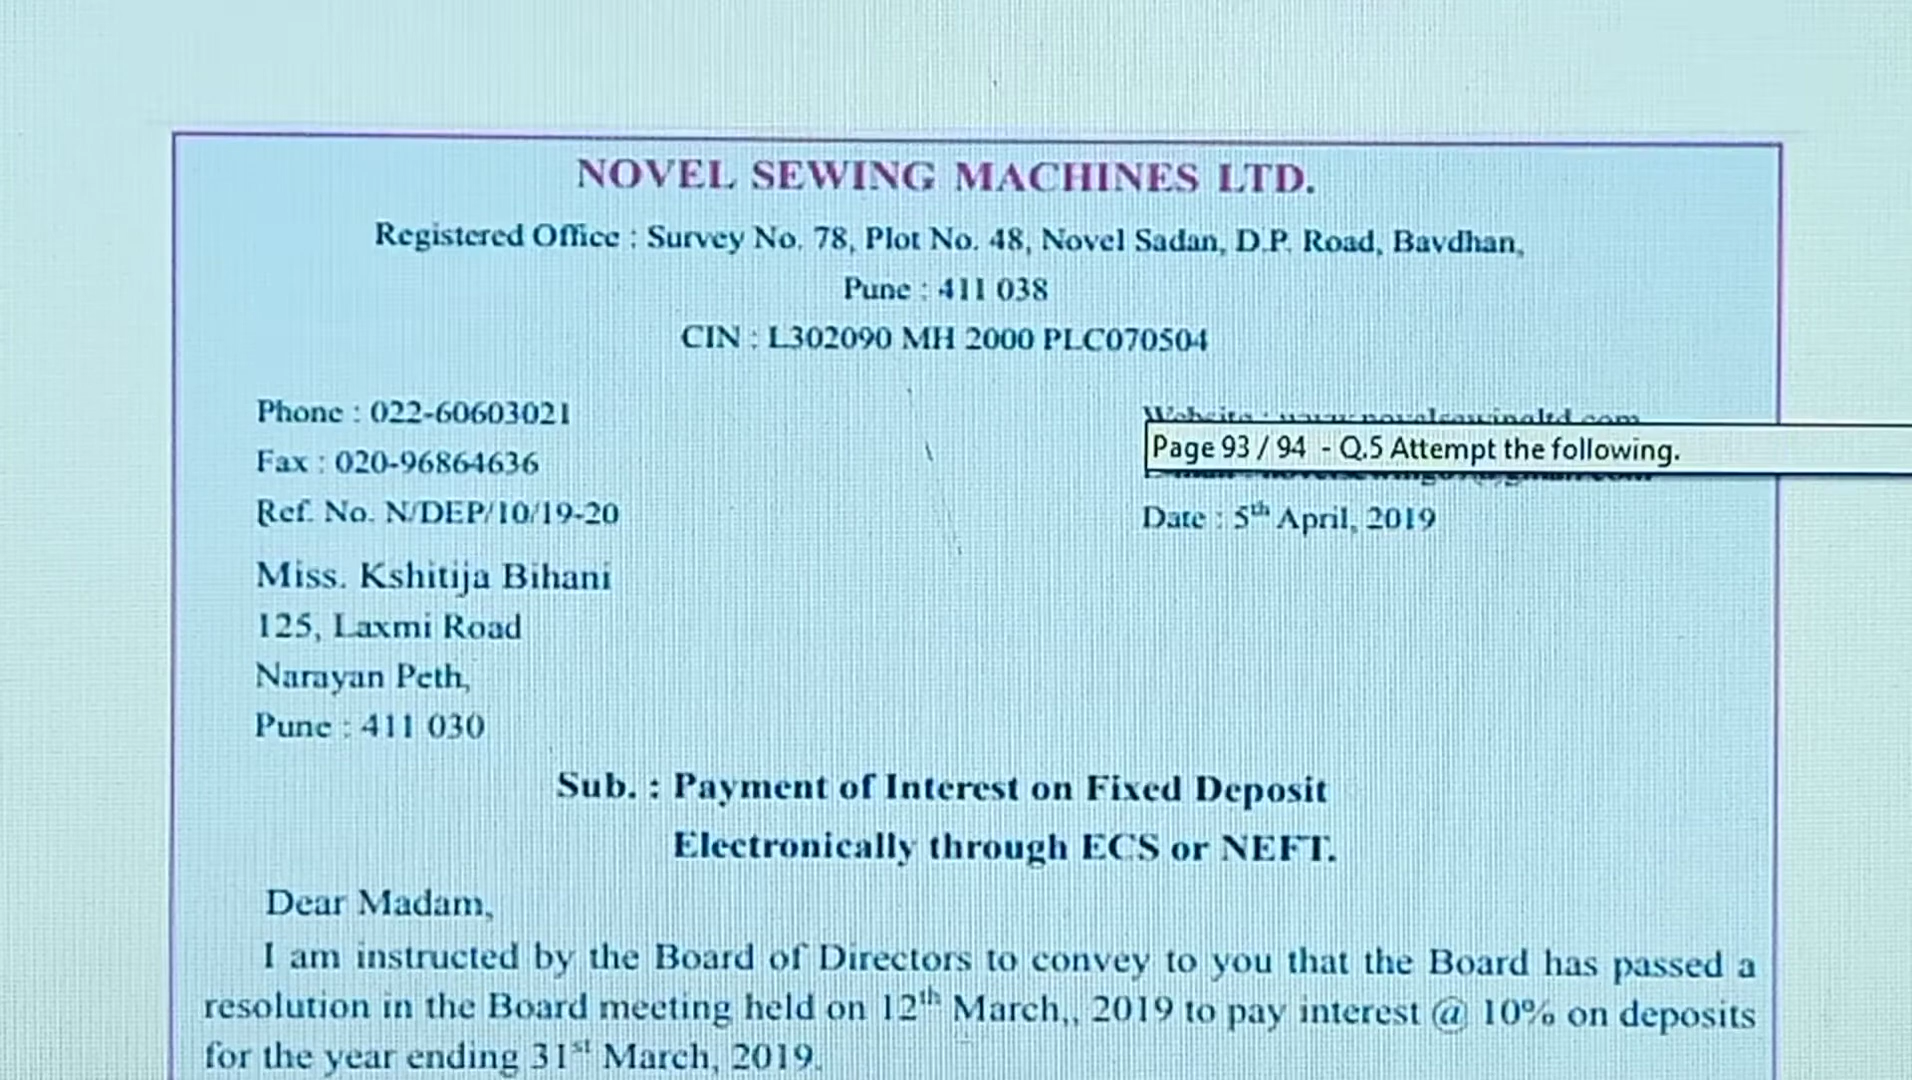 NOVEL SEWING MACHINES LTD.
Registered Office : Survey No. 78, Plot No. 48, Novel Sadan, D.P. Road, Bavdhan,
Pune : 411 038
CIN : L302090 MH 2000 PLC070504
Phone : 022-60603021
Website : www.novelsewingltd.com
Page 93 / 94 - Q.5 Attempt the following.
Fax : 020-96864636
Ref. No. N/DEP/10/19-20
Date : 5th April, 2019
Miss. Kshitija Bihani
125, Laxmi Road
Narayan Peth,
Pune : 411 030
Sub. : Payment of Interest on Fixed Deposit
Electronically through ECS or NEFT.
Dear Madam,
I am instructed by the Board of Directors to convey to you that the Board has passed a
resolution in the Board meeting held on 12th March,, 2019 to pay interest @ 10% on deposits
for the year ending 31st March, 2019.